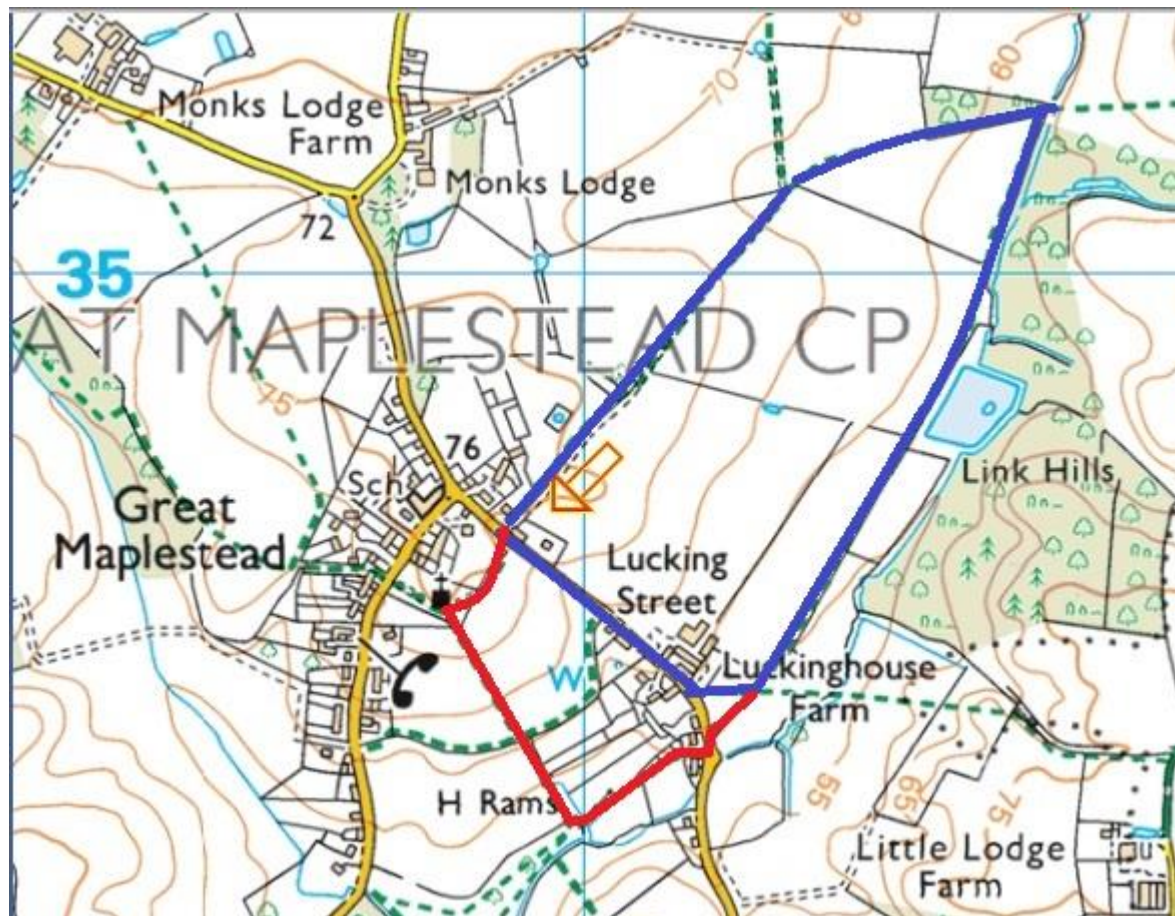 Monks Lodge
Farm
Monks Lodge
72
70
60
35
AT MAPLESTEAD CP
75
76
Sch
Great
Maplestead
Link Hills
Lucking
Street
W
Luckinghouse
Farm
H Rams
55
65
75
Little Lodge
Farm